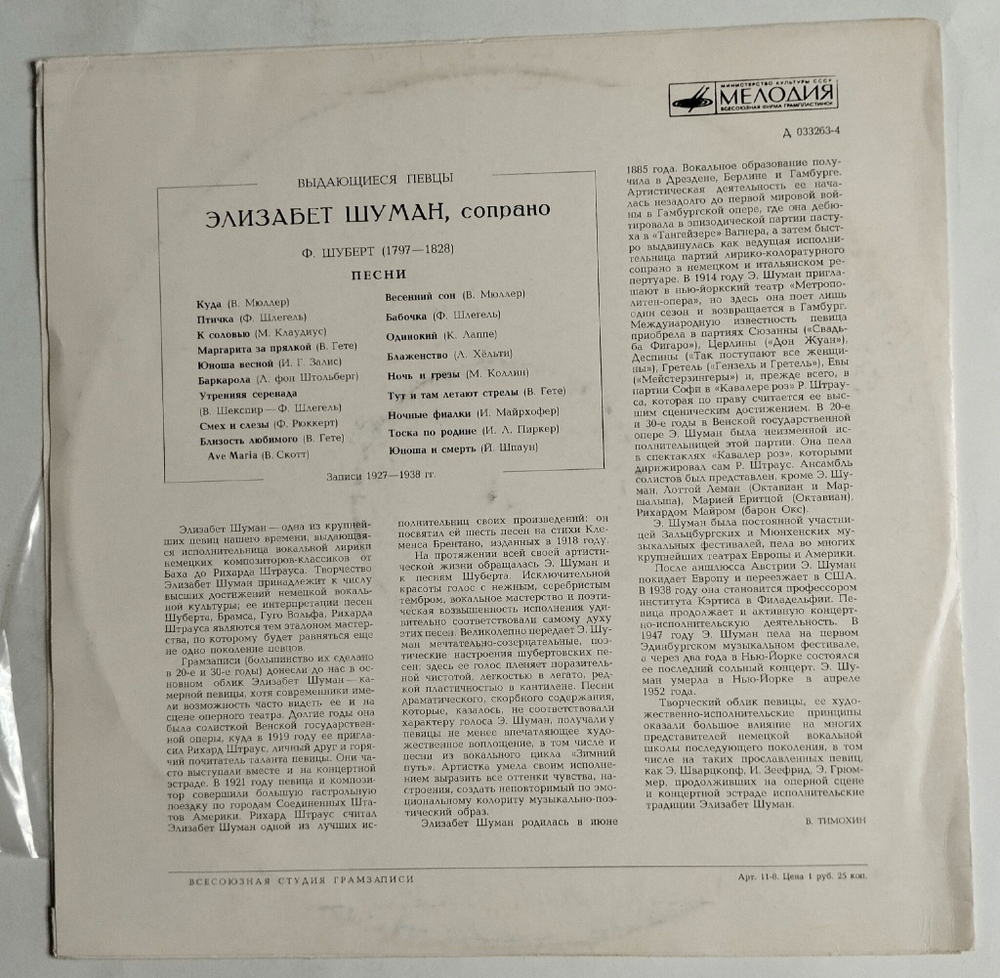 МИНИСТЕРСТВО КУЛЬТУРЫ СССР
МЕЛОДИЯ
ВСЕСОЮЗНАЯ ФИРМА ГРАМПЛАСТИНОК
Д 033263-4
ВЫДАЮЩИЕСЯ ПЕВЦЫ
ЭЛИЗАБЕТ ШУМАН, сопрано
Ф. ШУБЕРТ (1797—1828)
ПЕСНИ
Куда (В. Мюллер)
Птичка (Ф. Шлегель)
К соловью (М. Клаудиус)
Маргарита за прялкой (В. Гете)
Юноша весной (И. Г. Залис)
Баркарола (Л. фон Штольберг)
Утренняя серенада
(В. Шекспир — Ф. Шлегель)
Смех и слезы (Ф. Рюккерт)
Близость любимого (В. Гете)
Ave Maria (В. Скотт)
Весенний сон (В. Мюллер)
Бабочка (Ф. Шлегель)
Одинокий (К. Лаппе)
Блаженство (Л. Хёльти)
Ночь и грезы (М. Коллин)
Тут и там летают стрелы (В. Гете)
Ночные фиалки (И. Майрхофер)
Тоска по родине (И. Л. Пиркер)
Юноша и смерть (Й. Шпаун)
Записи 1927—1938 гг.
Элизабет Шуман — одна из крупней-
ших певиц нашего времени, выдающая-
ся исполнительница вокальной лирики
немецких композиторов-классиков от
Баха до Рихарда Штрауса. Творчество
Элизабет Шуман принадлежит к числу
высших достижений немецкой вокаль-
ной культуры; ее интерпретации песен
Шуберта, Брамса, Гуго Вольфа, Рихарда
Штрауса являются тем эталоном мастер-
ства, по которому будет равняться еще
не одно поколение певцов.
Грамзаписи (большинство их сделано
в 20-е и 30-е годы) донесли до нас в ос-
новном облик Элизабет Шуман — ка-
мерной певицы, хотя современники име-
ли возможность часто видеть ее и на
сцене оперного театра. Долгие годы она
была солисткой Венской государствен-
ной оперы, куда в 1919 году ее пригла-
сил Рихард Штраус, личный друг и горя-
чий почитатель таланта певицы. Они ча-
сто выступали вместе и на концертной
эстраде. В 1921 году певица и компози-
тор совершили большую гастрольную
поездку по городам Соединенных Шта-
тов Америки. Рихард Штраус считал
Элизабет Шуман одной из лучших ис-
полнительниц своих произведений: он
посвятил ей шесть песен на стихи Кле-
менса Брентано, изданных в 1918 году.
На протяжении всей своей артисти-
ческой жизни обращалась Э. Шуман и
к песням Шуберта. Исключительной
красоты голос с нежным, серебристым
тембром, вокальное мастерство и поэти-
ческая возвышенность исполнения уди-
вительно соответствовали самому духу
этих песен. Великолепно передает Э. Шу-
ман мечтательно-созерцательные, поэ-
тические настроения шубертовских пе-
сен; здесь ее голос пленяет поразитель-
ной чистотой, легкостью в легато, ред-
кой пластичностью в кантилене. Песни
драматического, скорбного содержания,
которые, казалось, не соответствовали
характеру голоса Э. Шуман, получали у
певицы не менее впечатляющее худо-
жественное воплощение, в том числе и
песни из вокального цикла «Зимний
путь». Артистка умела своим исполне-
нием выразить все оттенки чувства, на-
строения, создать неповторимый по эмо-
циональному колориту музыкально-поэ-
тический образ.
Элизабет Шуман родилась в июне
1885 года. Вокальное образование полу-
чила в Дрездене, Берлине и Гамбурге.
Артистическая деятельность ее нача-
лась незадолго до первой мировой вой-
ны в Гамбургской опере, где она дебю-
тировала в эпизодической партии пасту-
ха в «Тангейзере» Вагнера, а затем быст-
ро выдвинулась как ведущая исполни-
тельница партий лирико-колоратурного
сопрано в немецком и итальянском ре-
пертуаре. В 1914 году Э. Шуман пригла-
шают в нью-йоркский театр «Метропо-
литен-опера», но здесь она поет лишь
один сезон и возвращается в Гамбург.
Международную известность певица
приобрела в партиях Сюзанны («Свадь-
ба Фигаро»), Церлины («Дон Жуан»),
Деспины («Так поступают все женщи-
ны»), Гретель («Гензель и Гретель»), Евы
(«Мейстерзингеры») и, прежде всего, в
партии Софи в «Кавалере роз» Р. Штрау-
са, которая по праву считается ее выс-
шим сценическим достижением. В 20-е
и 30-е годы в Венской государственной
опере Э. Шуман была неизменной ис-
полнительницей этой партии. Она пела
в спектаклях «Кавалер роз», которыми
дирижировал сам Р. Штраус. Ансамбль
солистов был представлен, кроме Э. Шу-
ман, Лоттой Леман (Октавиан и Мар-
шальша), Марией Ерицтой (Октавиан),
Рихардом Майром (барон Окс).
Э. Шуман была постоянной участни-
цей Зальцбургских и Мюнхенских му-
зыкальных фестивалей, пела во многих
крупнейших театрах Европы и Америки.
После аншлюсса Австрии Э. Шуман
покидает Европу и переезжает в США.
В 1938 году она становится профессором
института Кэртиса в Филадельфии. Пе-
вица продолжает и активную концерт-
но-исполнительскую деятельность. В
1947 году Э. Шуман пела на первом
Эдинбургском музыкальном фестивале,
а через два года в Нью-Йорке состоялся
ее последний сольный концерт. Э. Шу-
ман умерла в Нью-Йорке в апреле
1952 года.
Творческий облик певицы, ее худо-
жественно-исполнительские принципы
оказали большое влияние на многих
представителей немецкой вокальной
школы последующего поколения, в том
числе на таких прославленных певиц,
как Э. Шварцкопф, И. Зеефрид, Э. Грюм-
мер, продолживших на оперной сцене
и концертной эстраде исполнительские
традиции Элизабет Шуман.
В. ТИМОХИН
ВСЕСОЮЗНАЯ СТУДИЯ ГРАМЗАПИСИ
Арт. 11-8. Цена 1 руб. 25 коп.